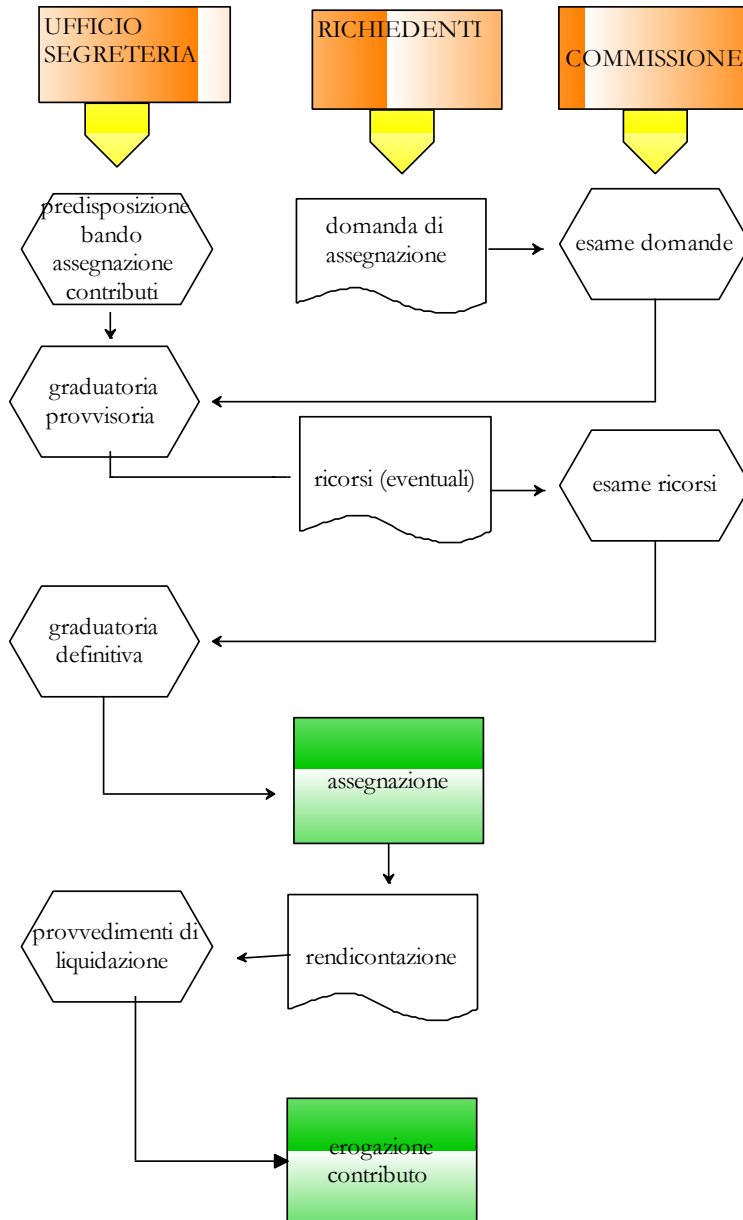 UFFICIO
SEGRETERIA
RICHIEDENTI
COMMISSIONE
predisposizione
bando
assegnazione
contributi
domanda di
assegnazione
esame domande
graduatoria
provvisoria
ricorsi (eventuali)
esame ricorsi
graduatoria
definitiva
assegnazione
provvedimenti di
liquidazione
rendicontazione
erogazione
contributo